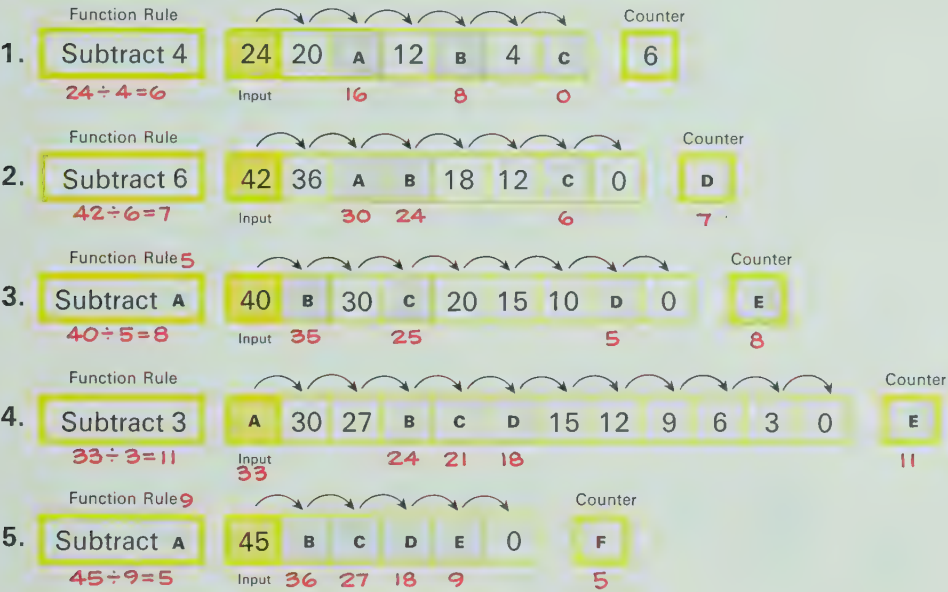 Function Rule Counter
1. Subtract 4 24 20 A 12 B 4 C 6
24÷4=6 Input 16 8 0
Function Rule Counter
2. Subtract 6 42 36 A B 18 12 C 0 D
42÷6=7 Input 30 24 6 7
Function Rule 5 Counter
3. Subtract A 40 B 30 C 20 15 10 D 0 E
40÷5=8 Input 35 25 5 8
Function Rule Counter
4. Subtract 3 A 30 27 B C D 15 12 9 6 3 0 E
33÷3=11 Input 24 21 18 11
33
Function Rule 9 Counter
5. Subtract A 45 B C D E 0 F
45÷9=5 Input 36 27 18 9 5